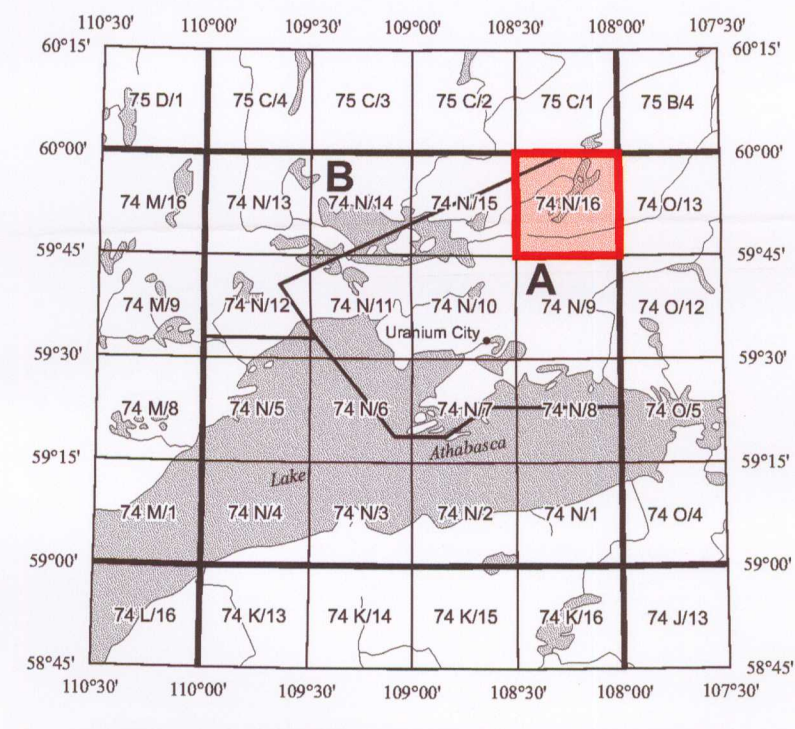 110°30' 110°00' 109°30' 109°00' 108°30' 108°00' 107°30'
60°15' 60°15'
75 D/1 75 C/4 75 C/3 75 C/2 75 C/1 75 B/4
60°00' 60°00'
B
74 M/16 74 N/13 74 N/14 74 N/15 74 N/16 74 O/13
59°45' 59°45'
A
74 M/9 74 N/12 74 N/11 74 N/10 74 N/9 74 O/12
Uranium City
59°30' 59°30'
74 M/8 74 N/5 74 N/6 74 N/7 74 N/8 74 O/5
Athabasca
59°15' 59°15'
Lake
74 M/1 74 N/4 74 N/3 74 N/2 74 N/1 74 O/4
59°00' 59°00'
74 L/16 74 K/13 74 K/14 74 K/15 74 K/16 74 J/13
58°45' 58°45'
110°30' 110°00' 109°30' 109°00' 108°30' 108°00' 107°30'